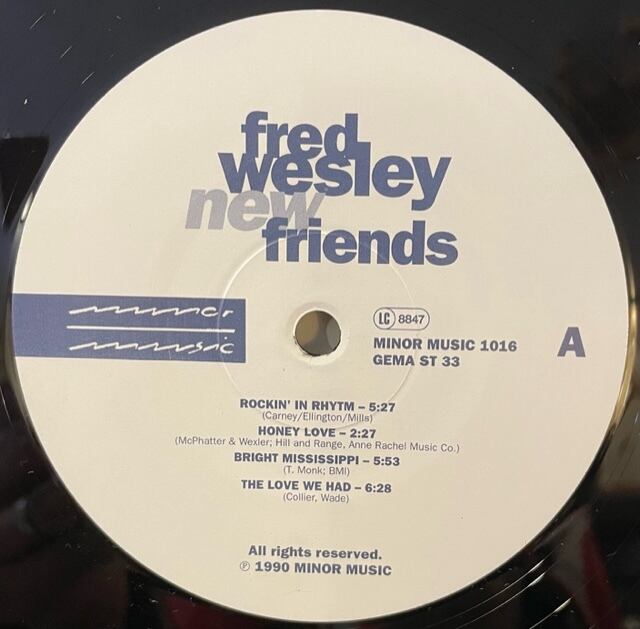 fred
wesley
new
friends
minor
music
LC 8847
MINOR MUSIC 1016
GEMA ST 33
A
ROCKIN' IN RHYTM – 5:27
(Carney/Ellington/Mills)
HONEY LOVE – 2:27
(McPhatter & Wexler; Hill and Range, Anne Rachel Music Co.)
BRIGHT MISSISSIPPI – 5:53
(T. Monk; BMI)
THE LOVE WE HAD – 6:28
(Collier, Wade)
All rights reserved.
℗ 1990 MINOR MUSIC